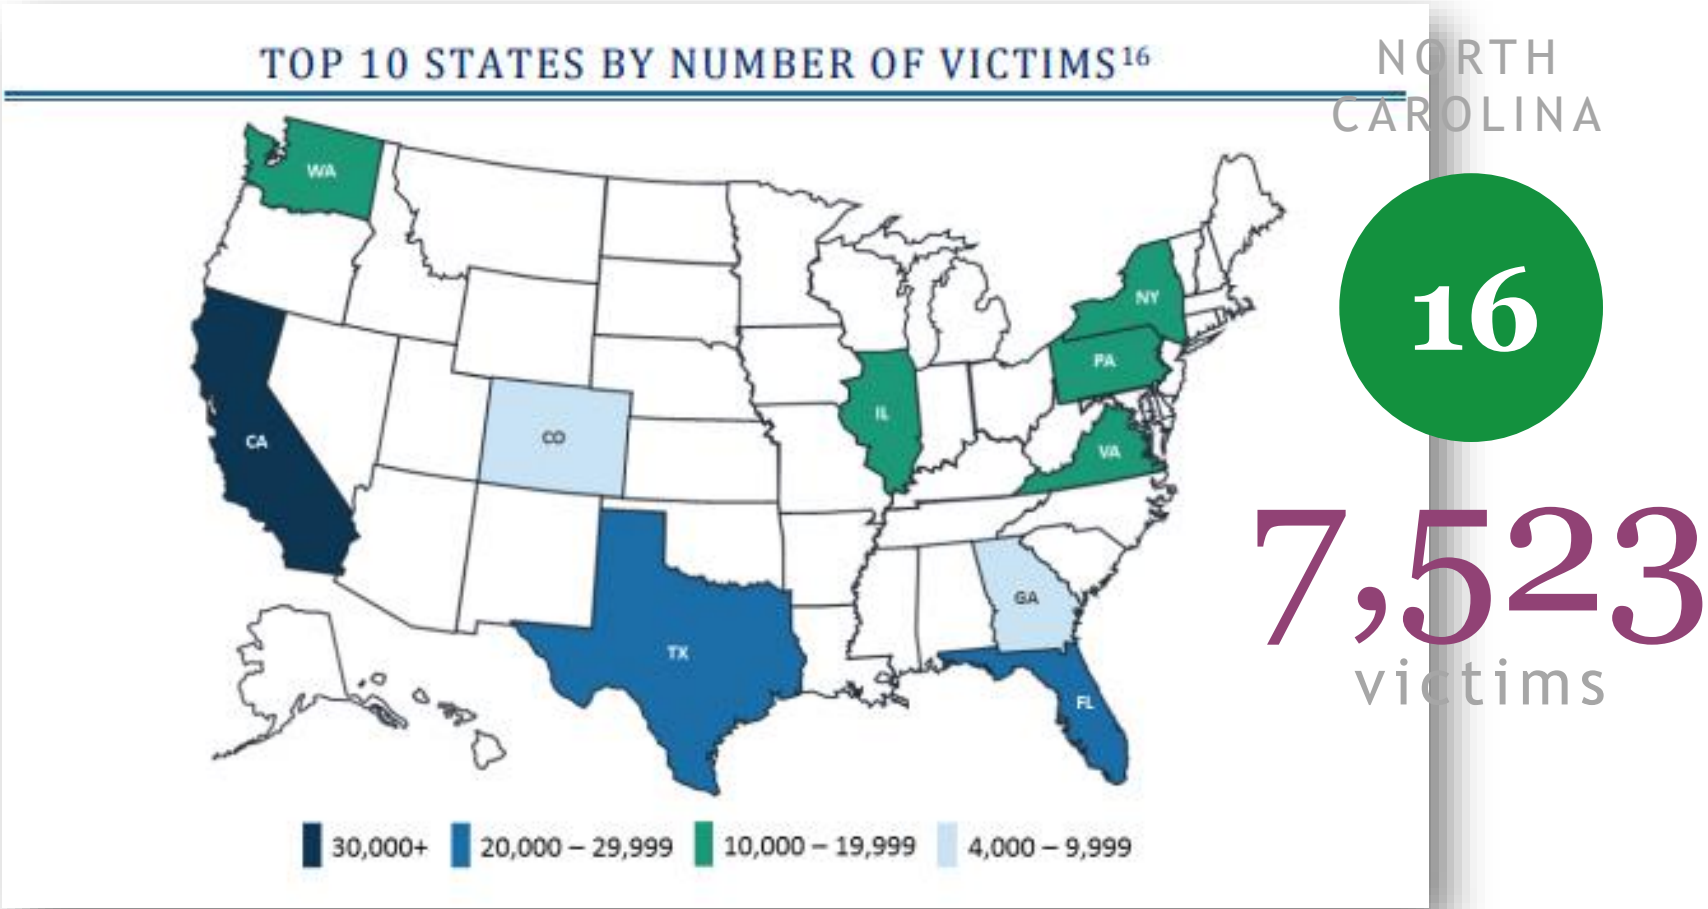 TOP 10 STATES BY NUMBER OF VICTIMS16
NORTH
CAROLINA
WA
NY
16
PA
IL
CO
CA
VA
7,523
GA
TX
victims
FL
30,000+ 20,000 – 29,999 10,000 – 19,999 4,000 – 9,999